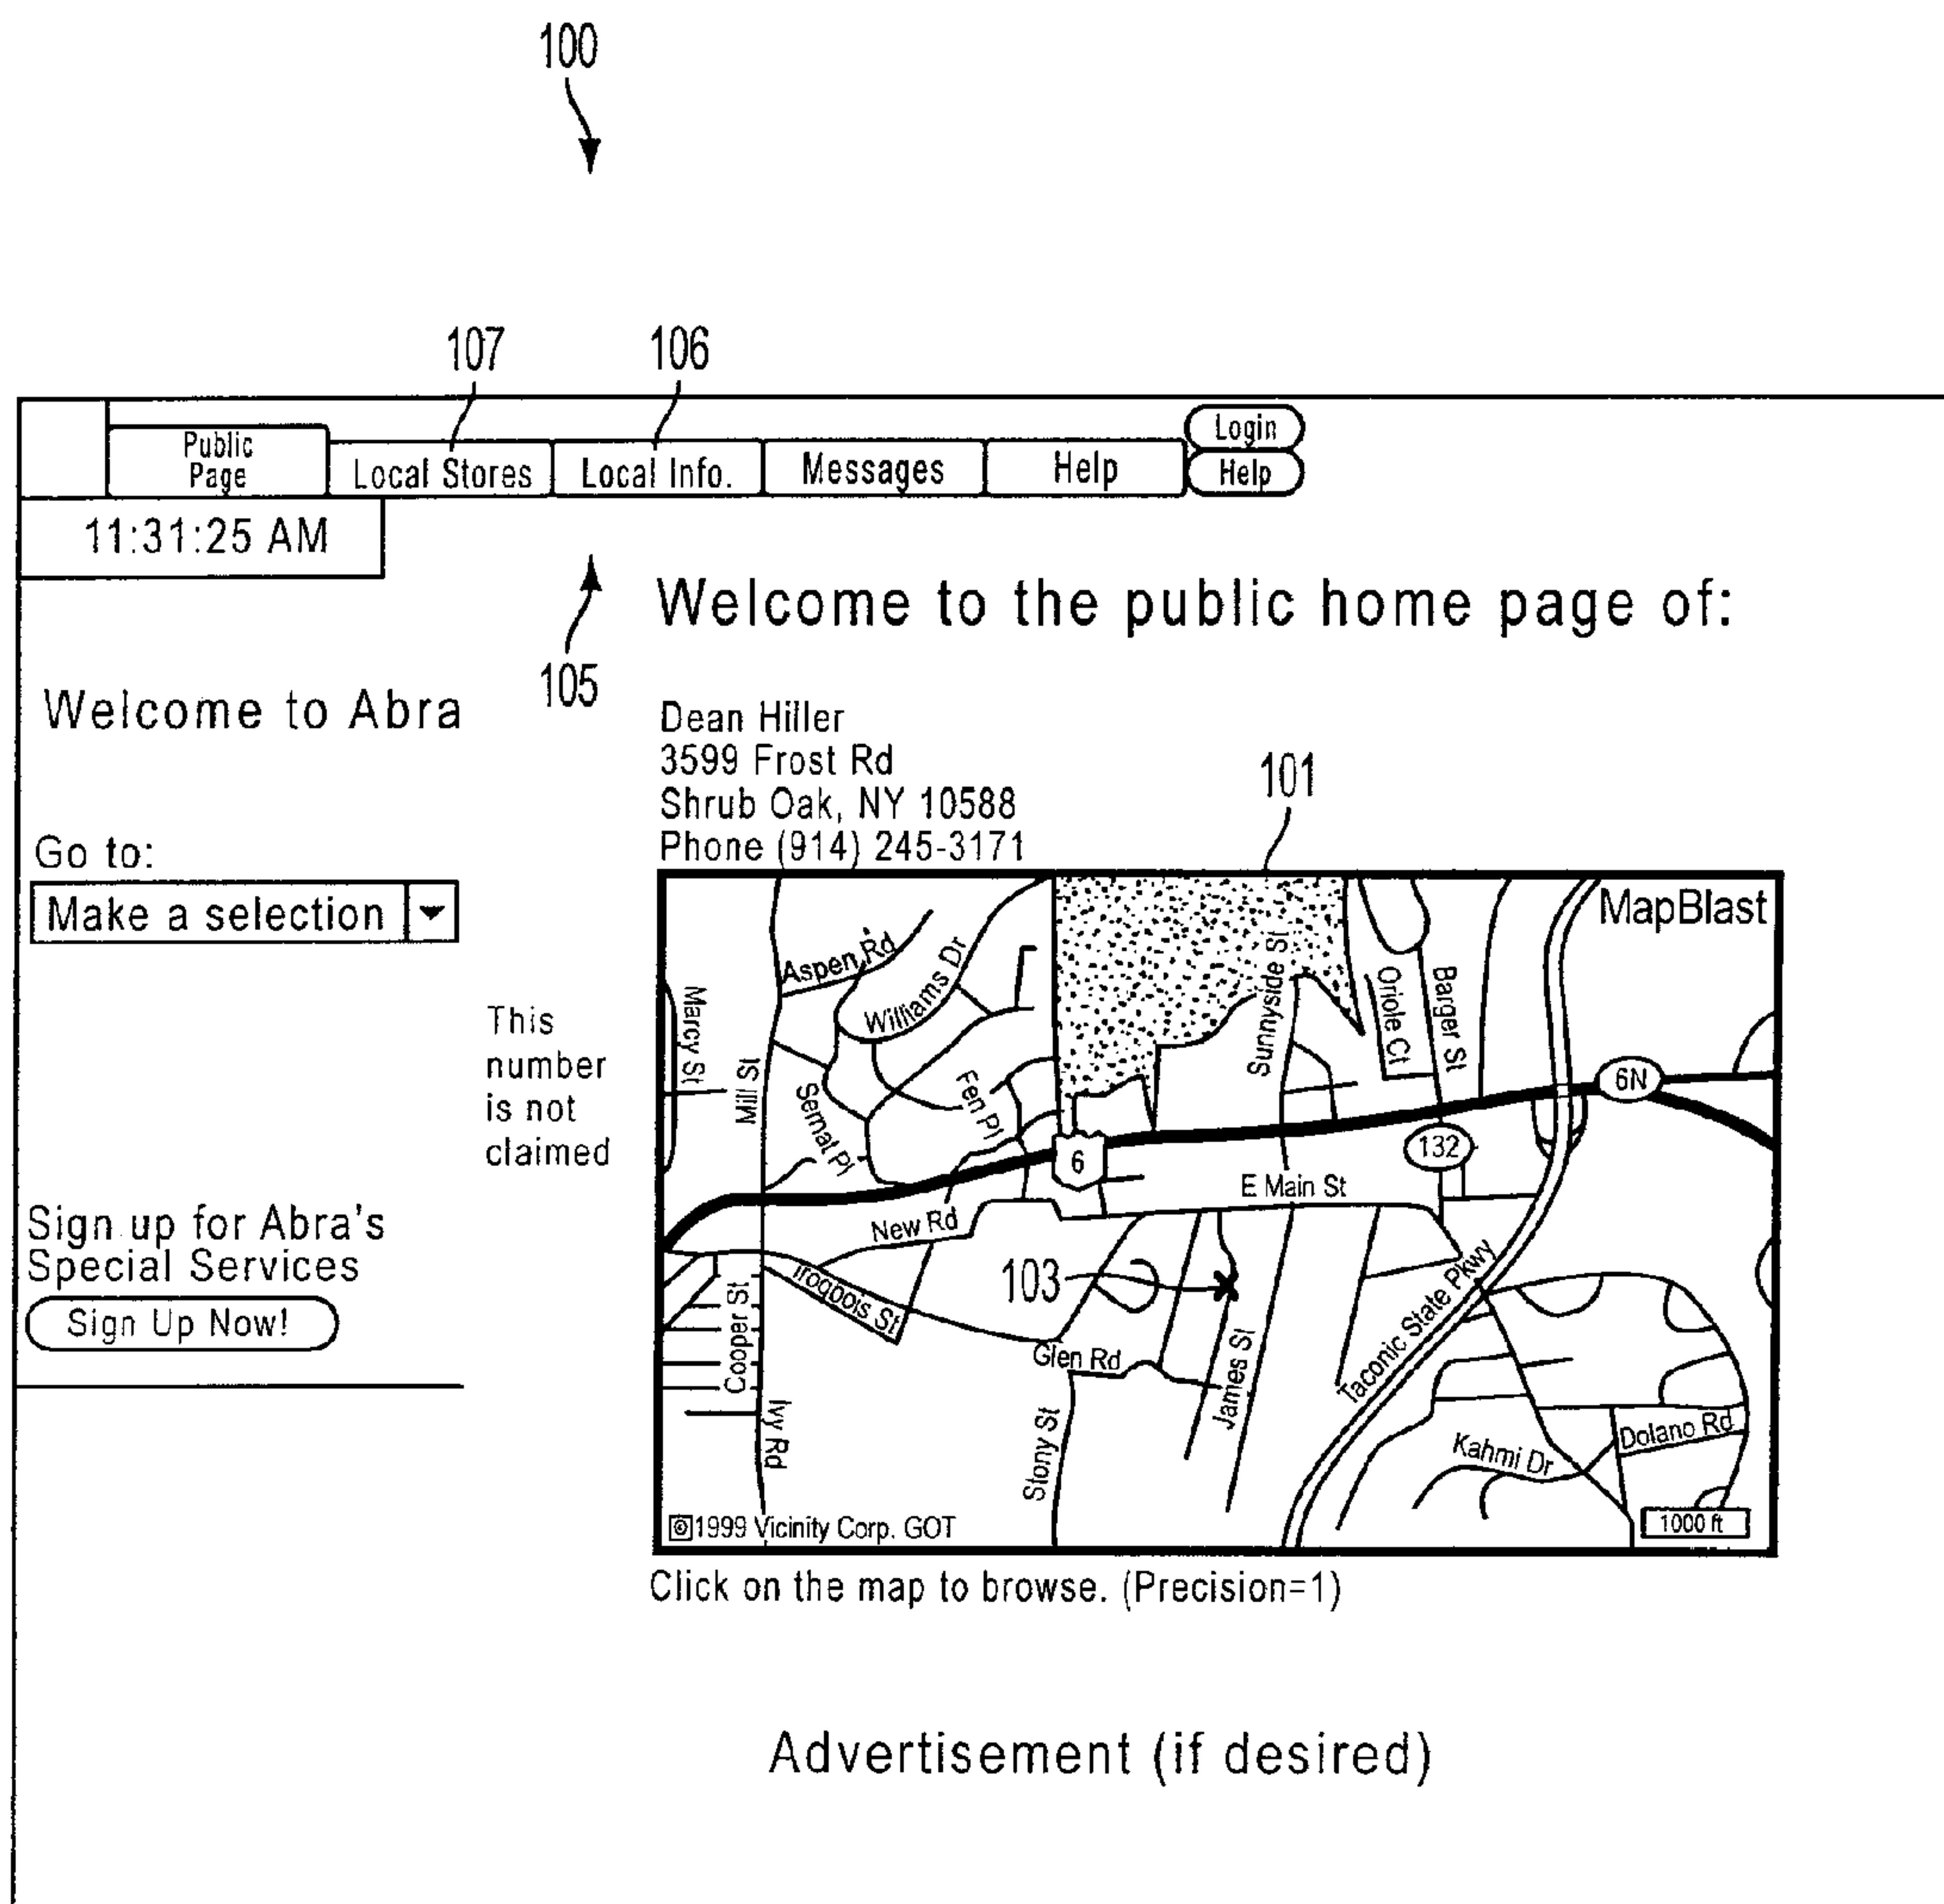 100
107
106
Public
Page
Local Stores
Local Info.
Messages
Help
Login
Help
11:31:25 AM
105
Welcome to the public home page of:
Welcome to Abra
Dean Hiller
3599 Frost Rd
Shrub Oak, NY 10588
Phone (914) 245-3171
101
Go to:
Make a selection
This
number
is not
claimed
Sign up for Abra's
Special Services
Sign Up Now!
MapBlast
Aspen Rd
Williams Dr
Sunnyside St
Oriole Ct
Barger St
Marcy St
Mill St
Semat Pl
Fen Pl
6N
6
132
E Main St
New Rd
103
Iroqoois St
Cooper St
Glen Rd
James St
Taconic State Pkwy
Ivy Rd
Stony St
Kahmi Dr
Dolano Rd
©1999 Vicinity Corp. GOT
1000 ft
Click on the map to browse. (Precision=1)
Advertisement (if desired)